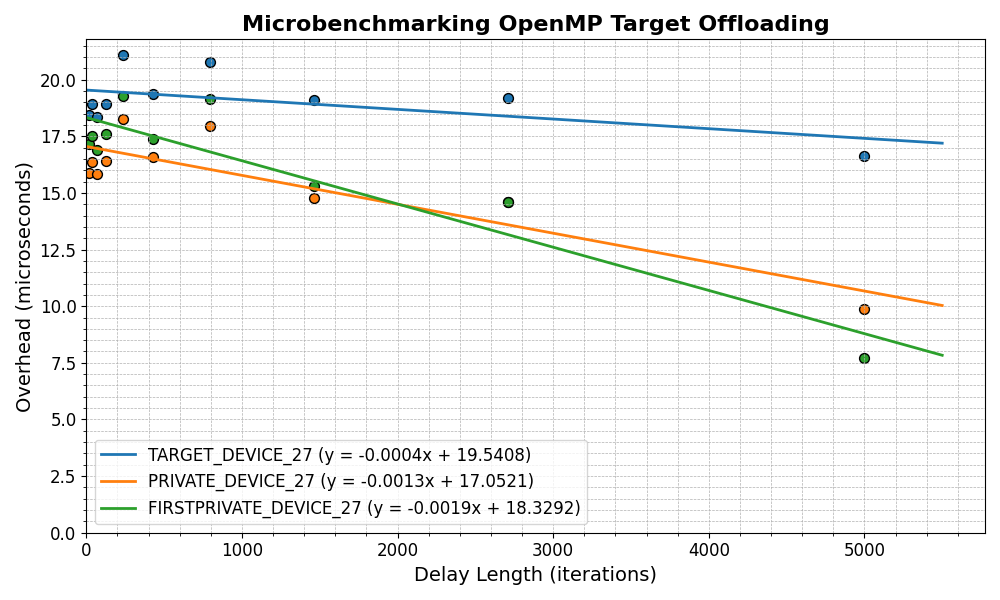 Microbenchmarking OpenMP Target Offloading
Overhead (microseconds)
20.0
17.5
15.0
12.5
10.0
7.5
5.0
2.5
0.0
TARGET_DEVICE_27 (y = -0.0004x + 19.5408)
PRIVATE_DEVICE_27 (y = -0.0013x + 17.0521)
FIRSTPRIVATE_DEVICE_27 (y = -0.0019x + 18.3292)
0 1000 2000 3000 4000 5000
Delay Length (iterations)